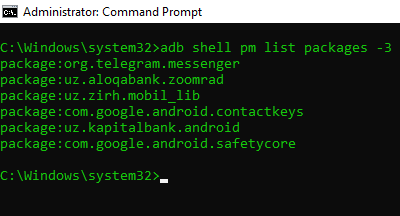 Administrator: Command Prompt
C:\Windows\system32>adb shell pm list packages -3
package:org.telegram.messenger
package:uz.aloqabank.zoomrad
package:uz.zirh.mobil_lib
package:com.google.android.contactkeys
package:uz.kapitalbank.android
package:com.google.android.safetycore
C:\Windows\system32>